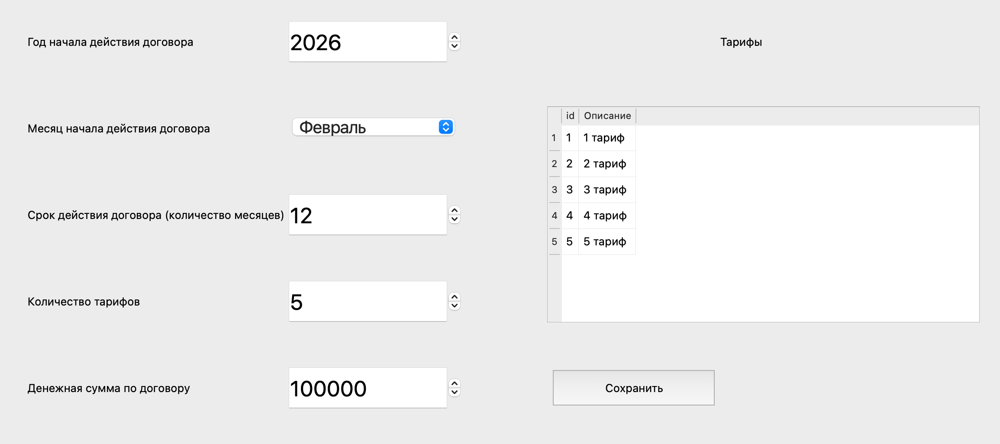 Год начала действия договора
2026
Месяц начала действия договора
Февраль
Срок действия договора (количество месяцев)
12
Количество тарифов
5
Денежная сумма по договору
100000
Тарифы
id Описание
1 1 1 тариф
2 2 2 тариф
3 3 3 тариф
4 4 4 тариф
5 5 5 тариф
Сохранить